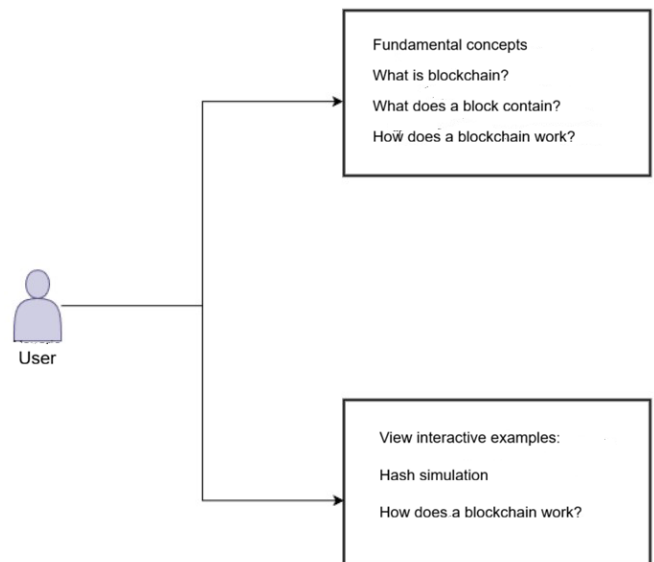 Fundamental concepts
What is blockchain?
What does a block contain?
How does a blockchain work?
User
View interactive examples:
Hash simulation
How does a blockchain work?